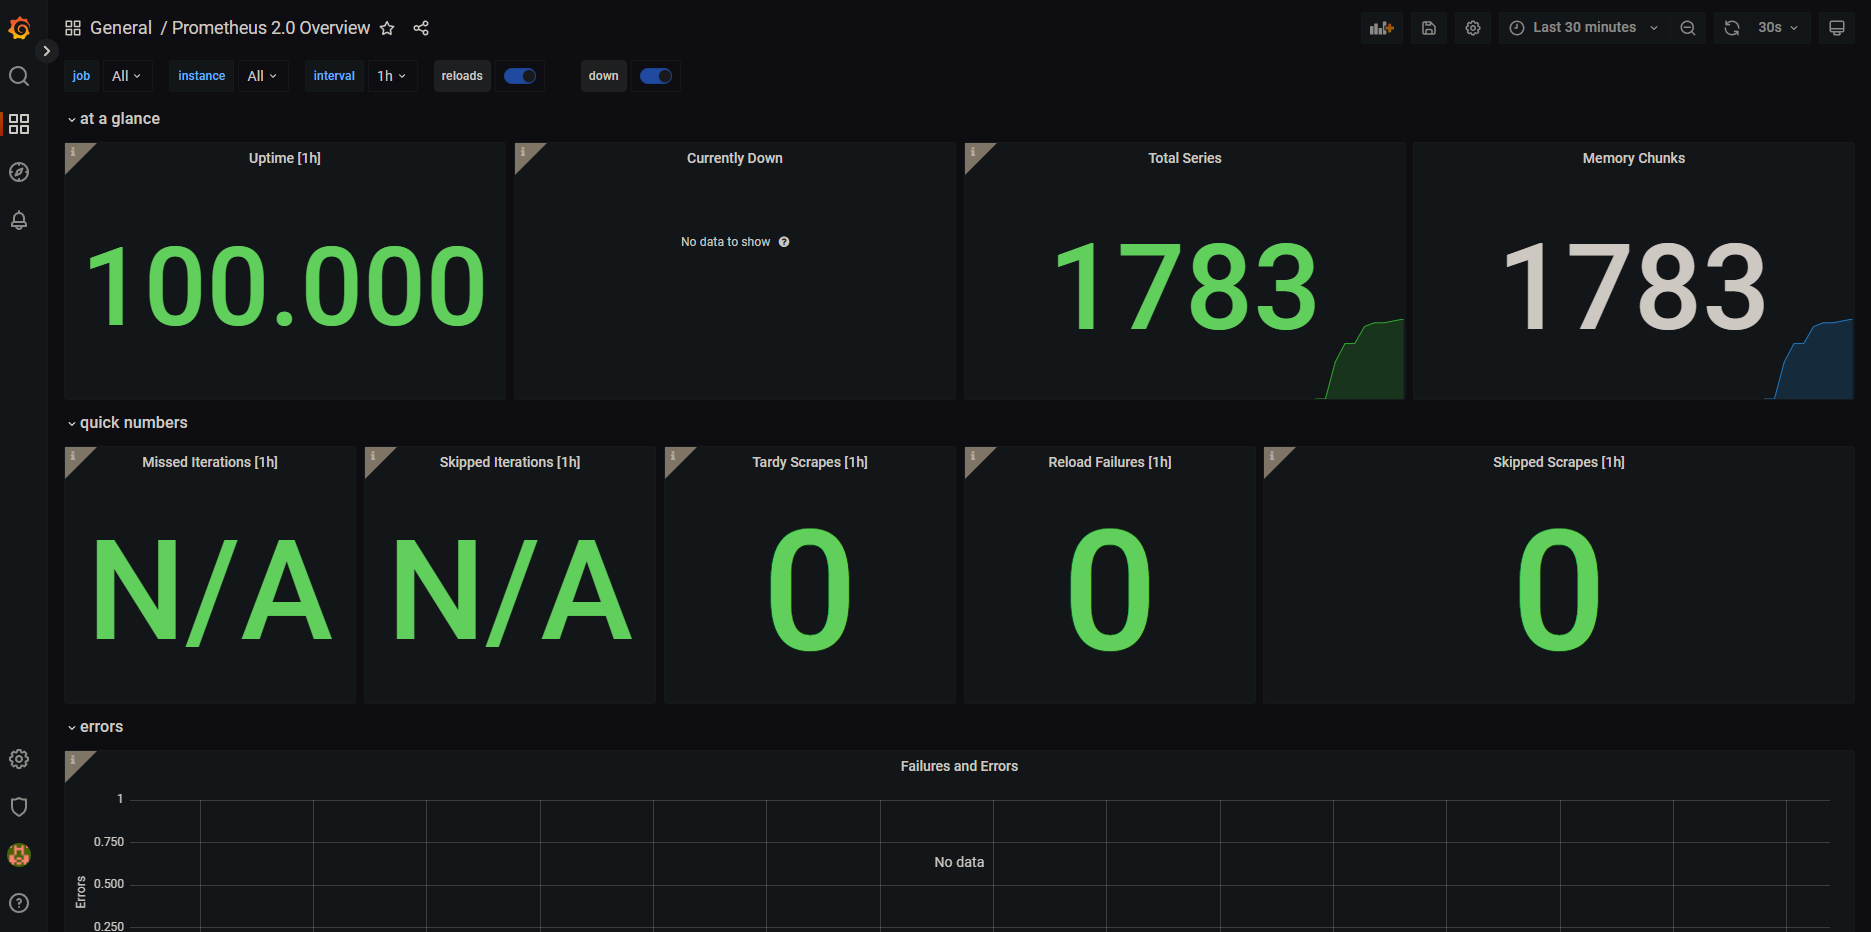 General / Prometheus 2.0 Overview
Last 30 minutes
30s
job All instance All interval 1h reloads down
at a glance
Uptime [1h]
100.000
Currently Down
No data to show
Total Series
1783
Memory Chunks
1783
quick numbers
Missed Iterations [1h]
N/A
Skipped Iterations [1h]
N/A
Tardy Scrapes [1h]
0
Reload Failures [1h]
0
Skipped Scrapes [1h]
0
errors
Failures and Errors
1
0.750
0.500
0.250
Errors
No data